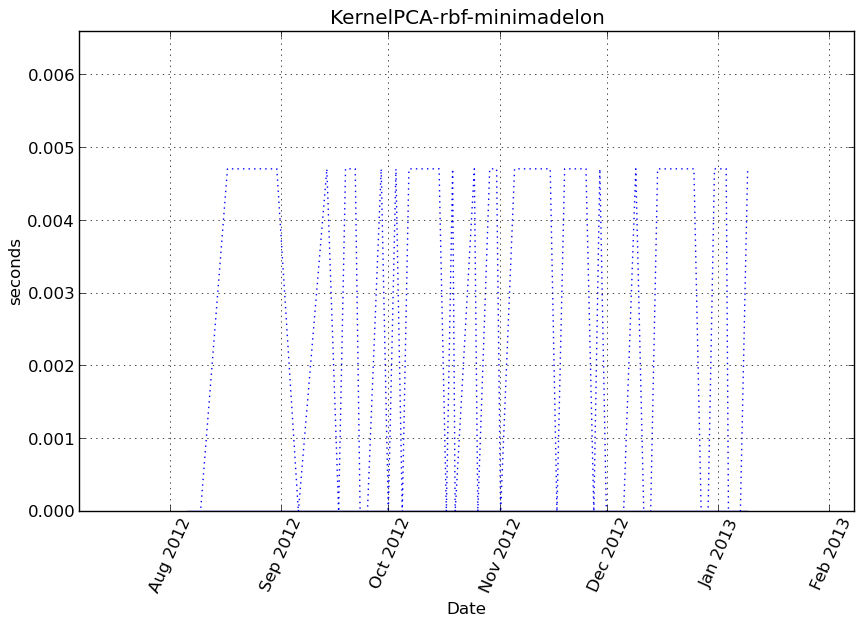 KernelPCA-rbf-minimadelon
0.006
0.005
0.004
0.003
0.002
0.001
0.000
seconds
Aug 2012
Sep 2012
Oct 2012
Nov 2012
Dec 2012
Jan 2013
Feb 2013
Date